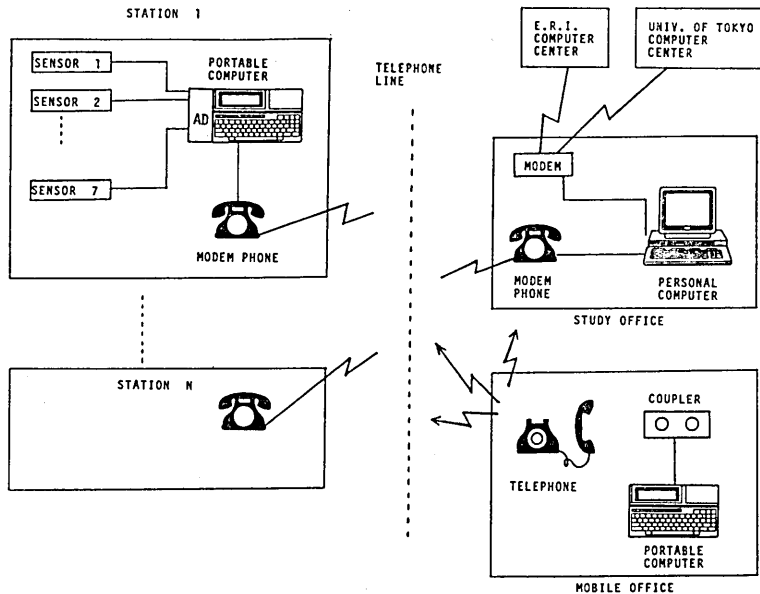 STATION 1
SENSOR 1
SENSOR 2
SENSOR 7
AD
PORTABLE
COMPUTER
MODEM PHONE
STATION N
TELEPHONE
LINE
E.R.I.
COMPUTER
CENTER
UNIV. OF TOKYO
COMPUTER
CENTER
MODEM
MODEM
PHONE
PERSONAL
COMPUTER
STUDY OFFICE
TELEPHONE
COUPLER
PORTABLE
COMPUTER
MOBILE OFFICE